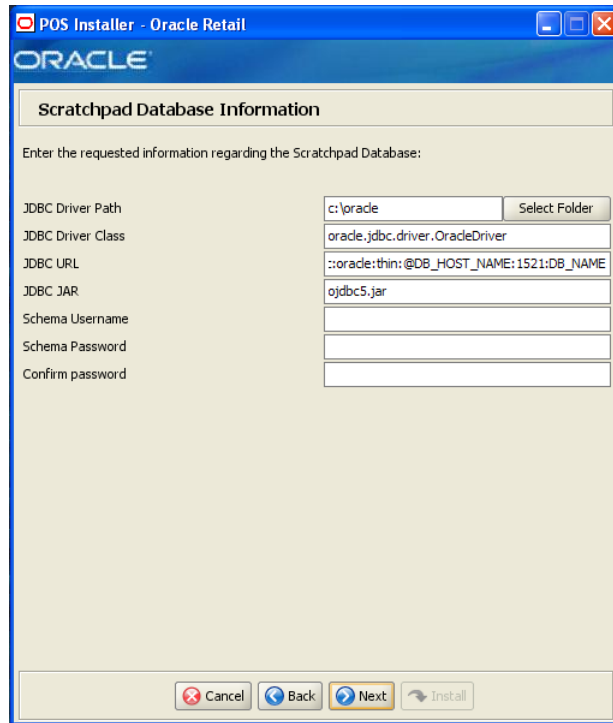 POS Installer - Oracle Retail
ORACLE
Scratchpad Database Information
Enter the requested information regarding the Scratchpad Database:
JDBC Driver Path c:\oracle Select Folder
JDBC Driver Class oracle.jdbc.driver.OracleDriver
JDBC URL ::oracle:thin:@DB_HOST_NAME:1521:DB_NAME
JDBC JAR ojdbc5.jar
Schema Username
Schema Password
Confirm password
Cancel Back Next Install